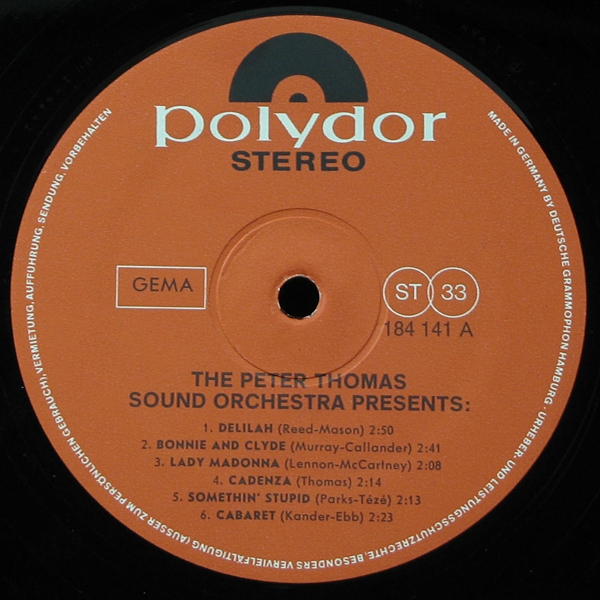 polydor
STEREO
MADE IN GERMANY BY DEUTSCHE GRAMMOPHON HAMBURG · URHEBER- UND LEISTUNGSSCHUTZRECHTE, BESONDERS VERVIELFÄLTIGUNG (AUSSER ZUM PERSÖNLICHEN GEBRAUCH), VERMIETUNG, AUFFÜHRUNG, SENDUNG, VORBEHALTEN
GEMA
ST 33
184 141 A
THE PETER THOMAS
SOUND ORCHESTRA PRESENTS:
1. DELILAH (Reed-Mason) 2:50
2. BONNIE AND CLYDE (Murray-Callander) 2:41
3. LADY MADONNA (Lennon-McCartney) 2:08
4. CADENZA (Thomas) 2:14
5. SOMETHIN' STUPID (Parks-Tézé) 2:13
6. CABARET (Kander-Ebb) 2:23